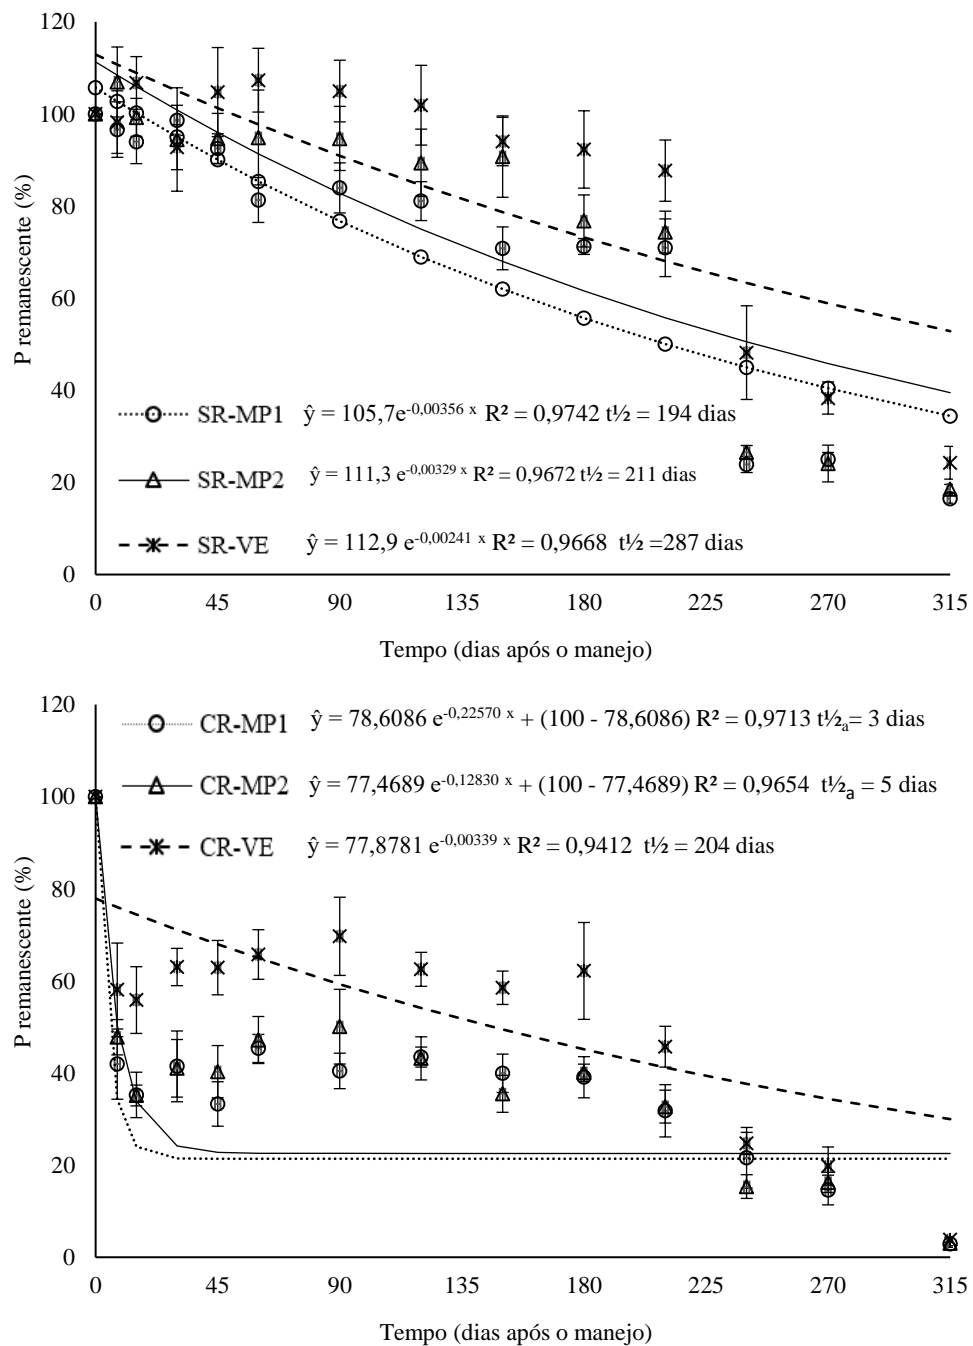 120
100
80
60
40
20
0
P remanescente (%)
SR-MP1 ŷ = 105,7e^-0,00356 x R² = 0,9742 t½ = 194 dias
SR-MP2 ŷ = 111,3 e^-0,00329 x R² = 0,9672 t½ = 211 dias
SR-VE ŷ = 112,9 e^-0,00241 x R² = 0,9668 t½ =287 dias
0 45 90 135 180 225 270 315
Tempo (dias após o manejo)
120
100
80
60
40
20
0
P remanescente (%)
CR-MP1 ŷ = 78,6086 e^-0,22570 x + (100 - 78,6086) R² = 0,9713 t½a= 3 dias
CR-MP2 ŷ = 77,4689 e^-0,12830 x + (100 - 77,4689) R² = 0,9654 t½a = 5 dias
CR-VE ŷ = 77,8781 e^-0,00339 x R² = 0,9412 t½ = 204 dias
0 45 90 135 180 225 270 315
Tempo (dias após o manejo)